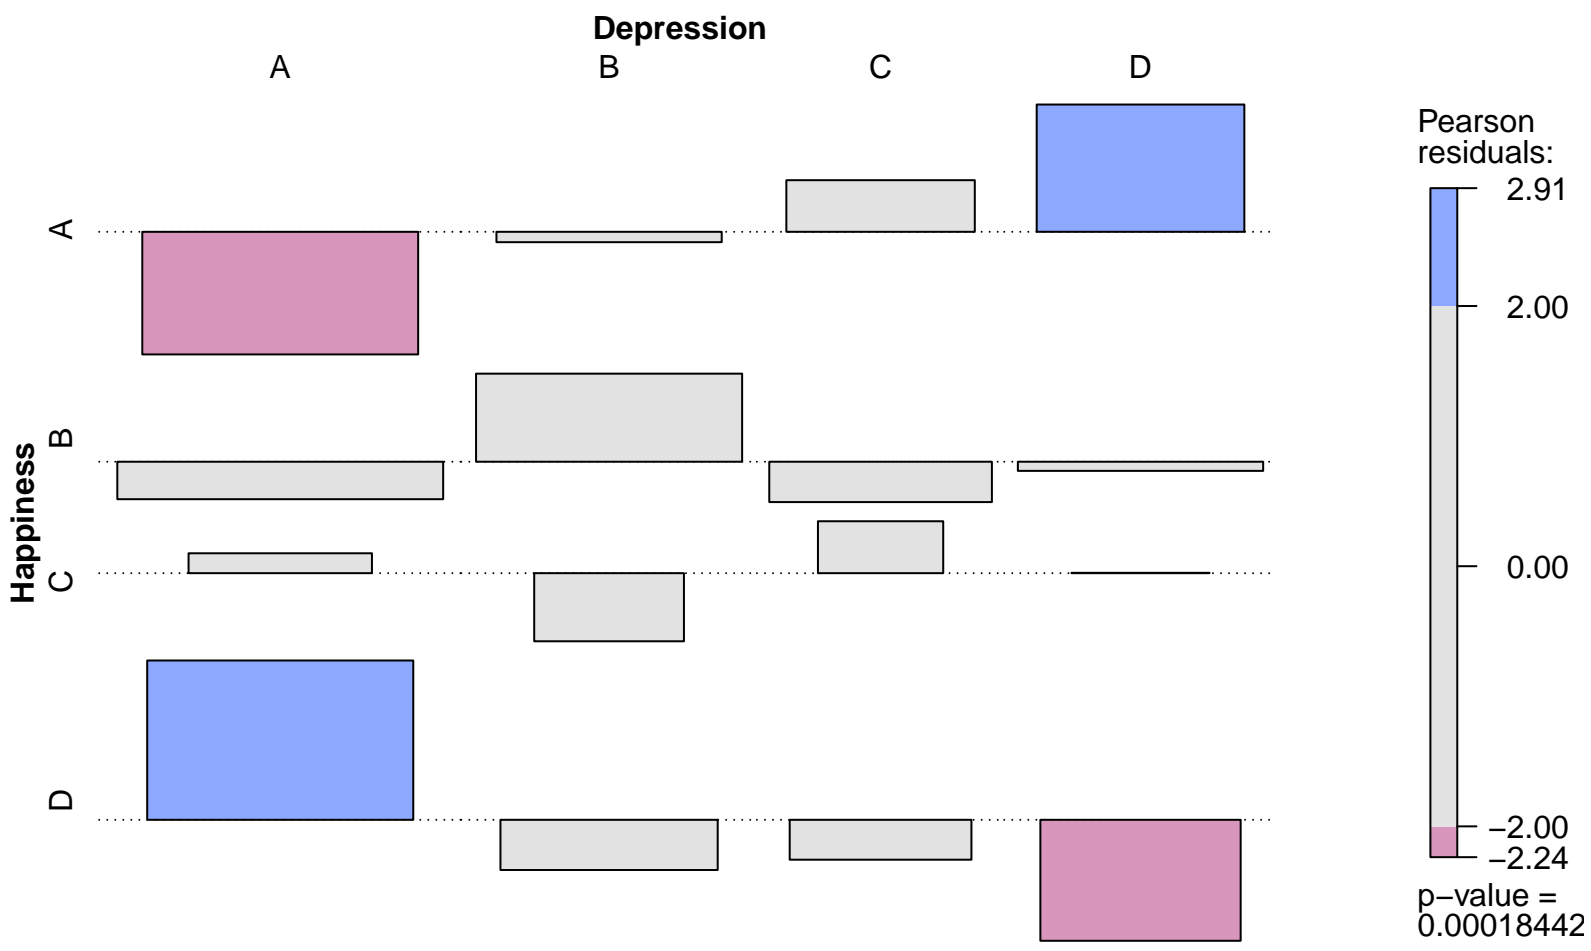 Depression
A B C D
Happiness
A
B
C
D
Pearson
residuals:
2.91
2.00
0.00
−2.00
−2.24
p−value =
0.00018442